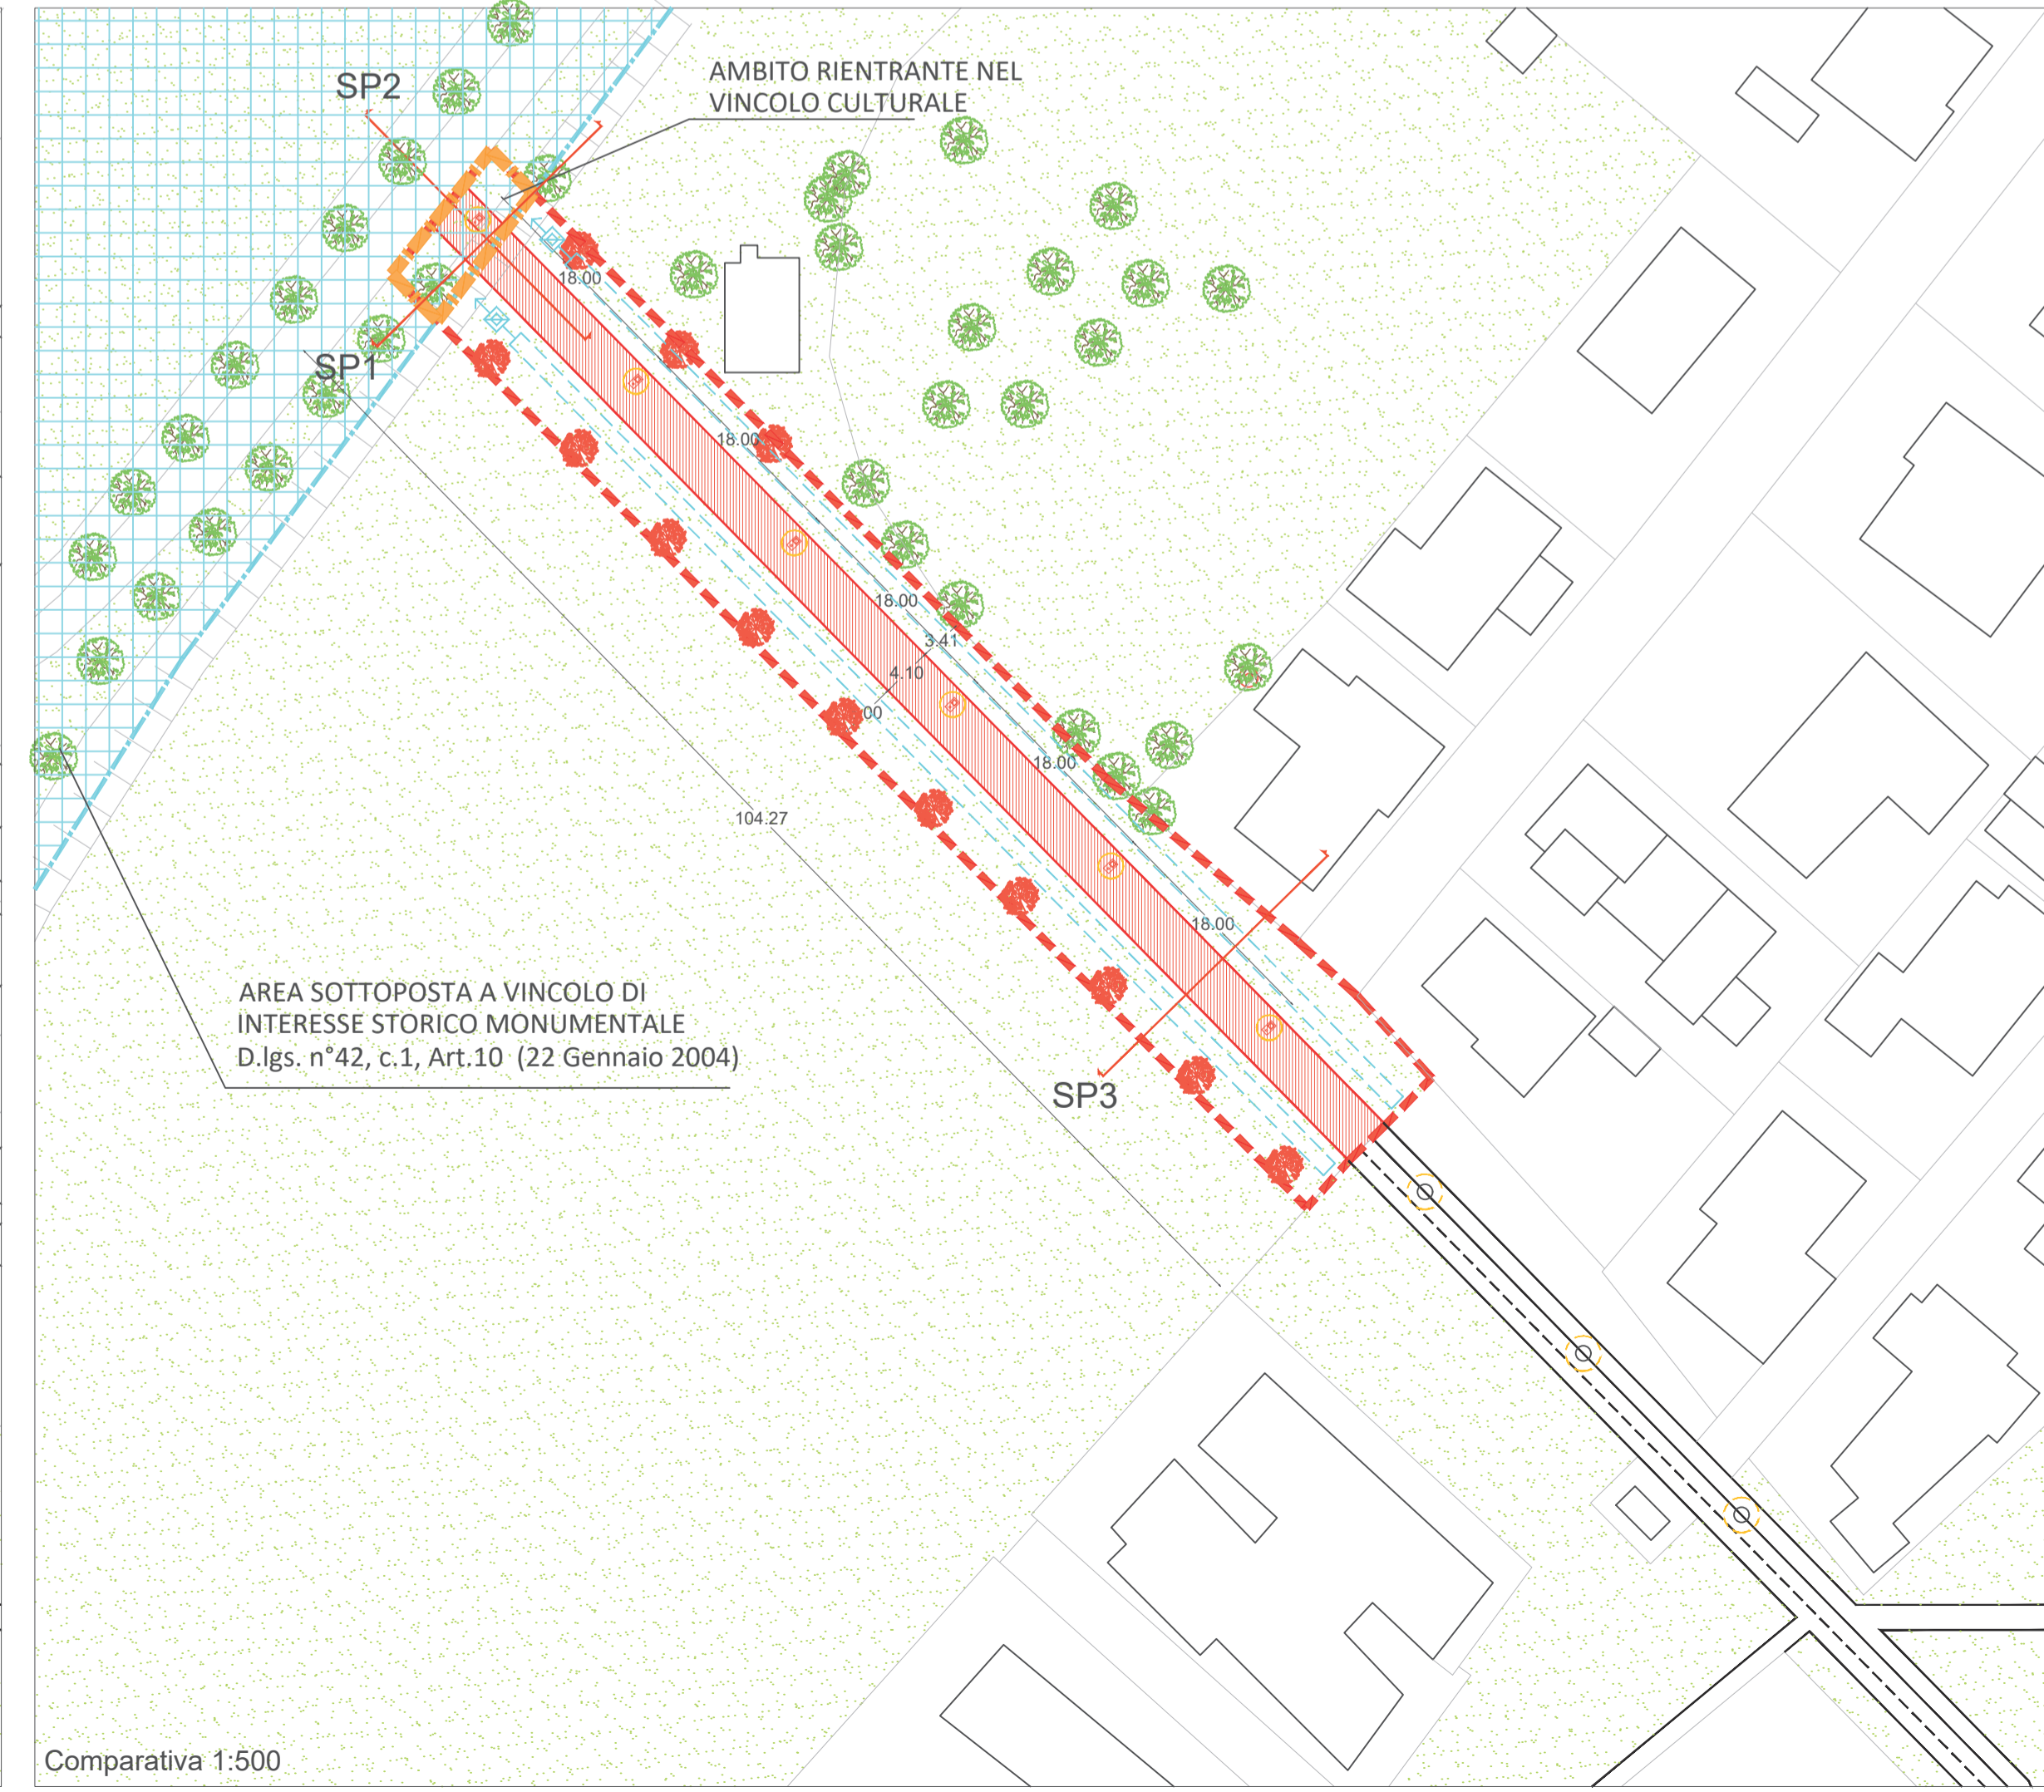 SP2
AMBITO RIENTRANTE NEL
VINCOLO CULTURALE
18.00
SP1
18.00
18.00
3.41
4.10
00
18.00
104.27
18.00
AREA SOTTOPOSTA A VINCOLO DI
INTERESSE STORICO MONUMENTALE
D.lgs. n°42, c.1, Art.10 (22 Gennaio 2004)
SP3
Comparativa 1:500